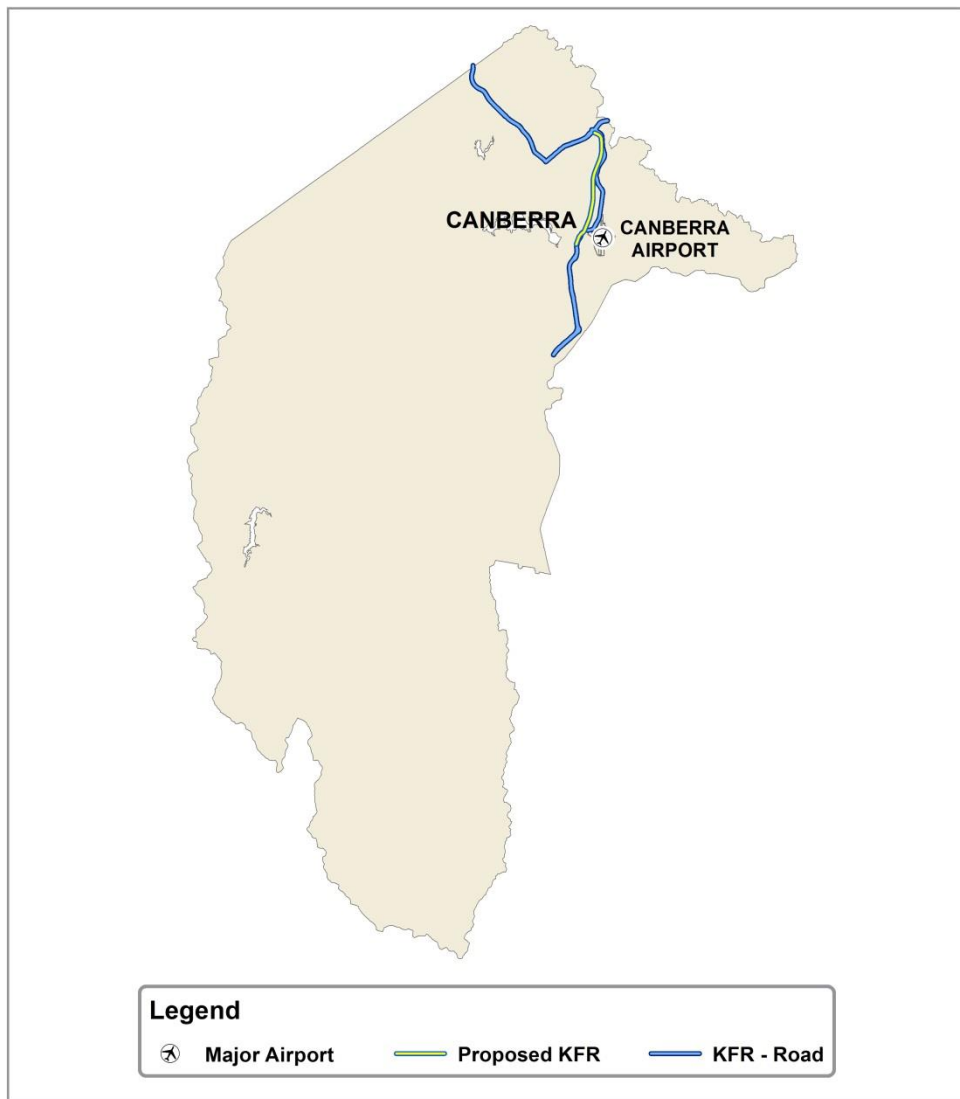 CANBERRA
CANBERRA
AIRPORT
Legend
Major Airport
Proposed KFR
KFR - Road